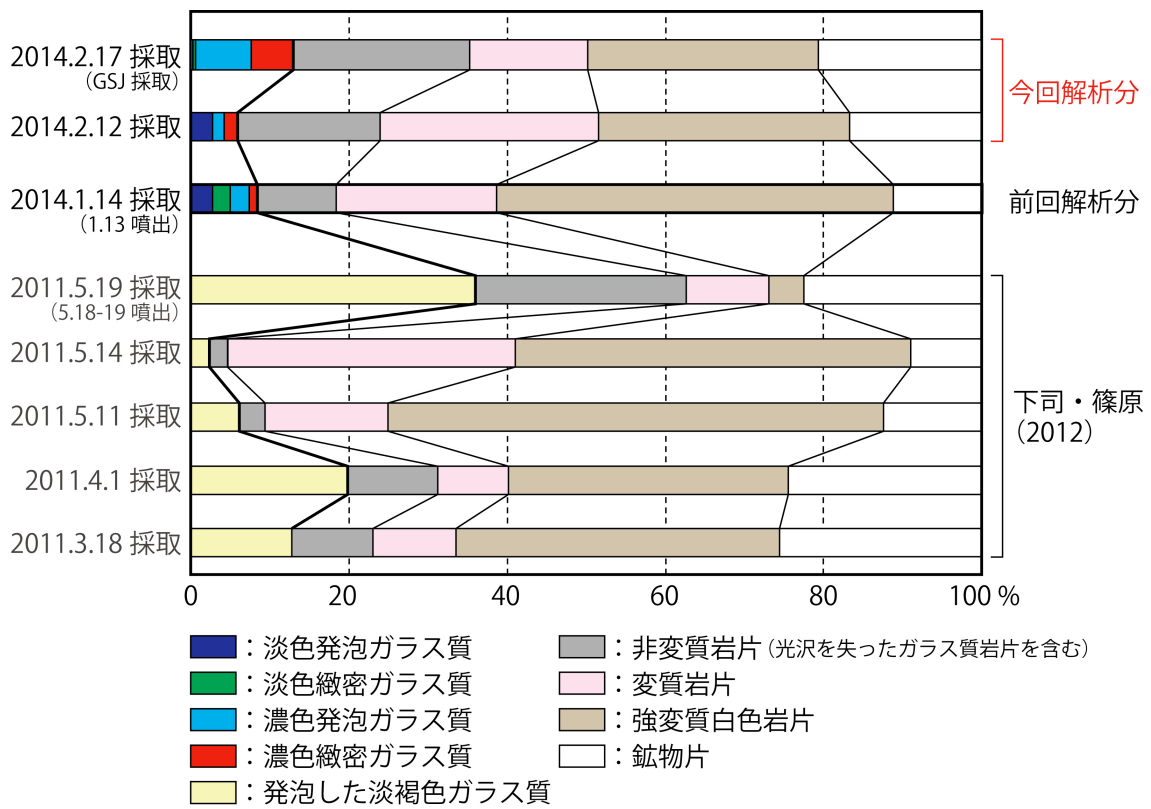 2014.2.17 採取
（GSJ 採取）
2014.2.12 採取
今回解析分
2014.1.14 採取
（1.13 噴出）
前回解析分
2011.5.19 採取
（5.18-19 噴出）
2011.5.14 採取
2011.5.11 採取
下司・篠原
（2012）
2011.4.1 採取
2011.3.18 採取
0 20 40 60 80 100 %
：淡色発泡ガラス質
：淡色緻密ガラス質
：濃色発泡ガラス質
：濃色緻密ガラス質
：発泡した淡褐色ガラス質
：非変質岩片（光沢を失ったガラス質岩片を含む）
：変質岩片
：強変質白色岩片
：鉱物片